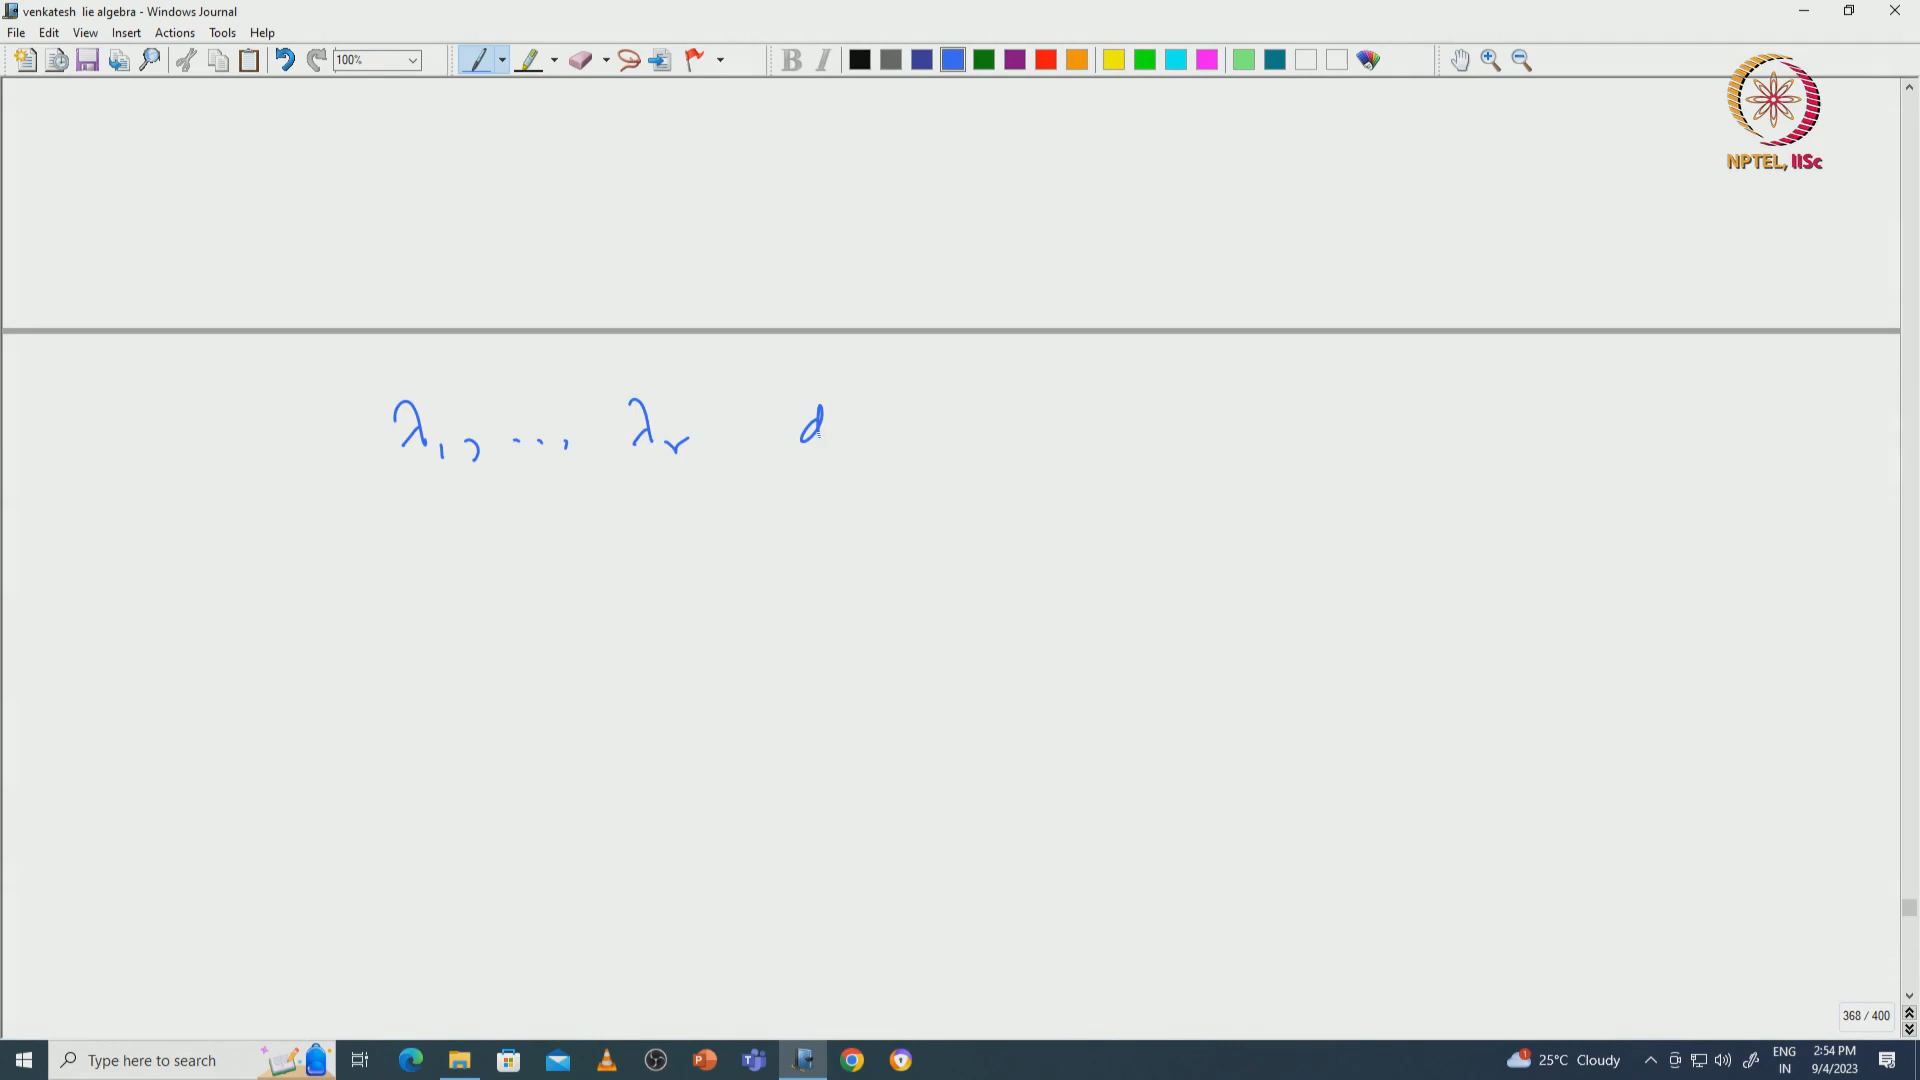 venkatesh lie algebra - Windows Journal
File Edit View Insert Actions Tools Help
100%
B I
NPTEL, IISc
λ₁, ..., λᵣ d
368 / 400
Type here to search
1 25°C Cloudy
ENG
IN
2:54 PM
9/4/2023